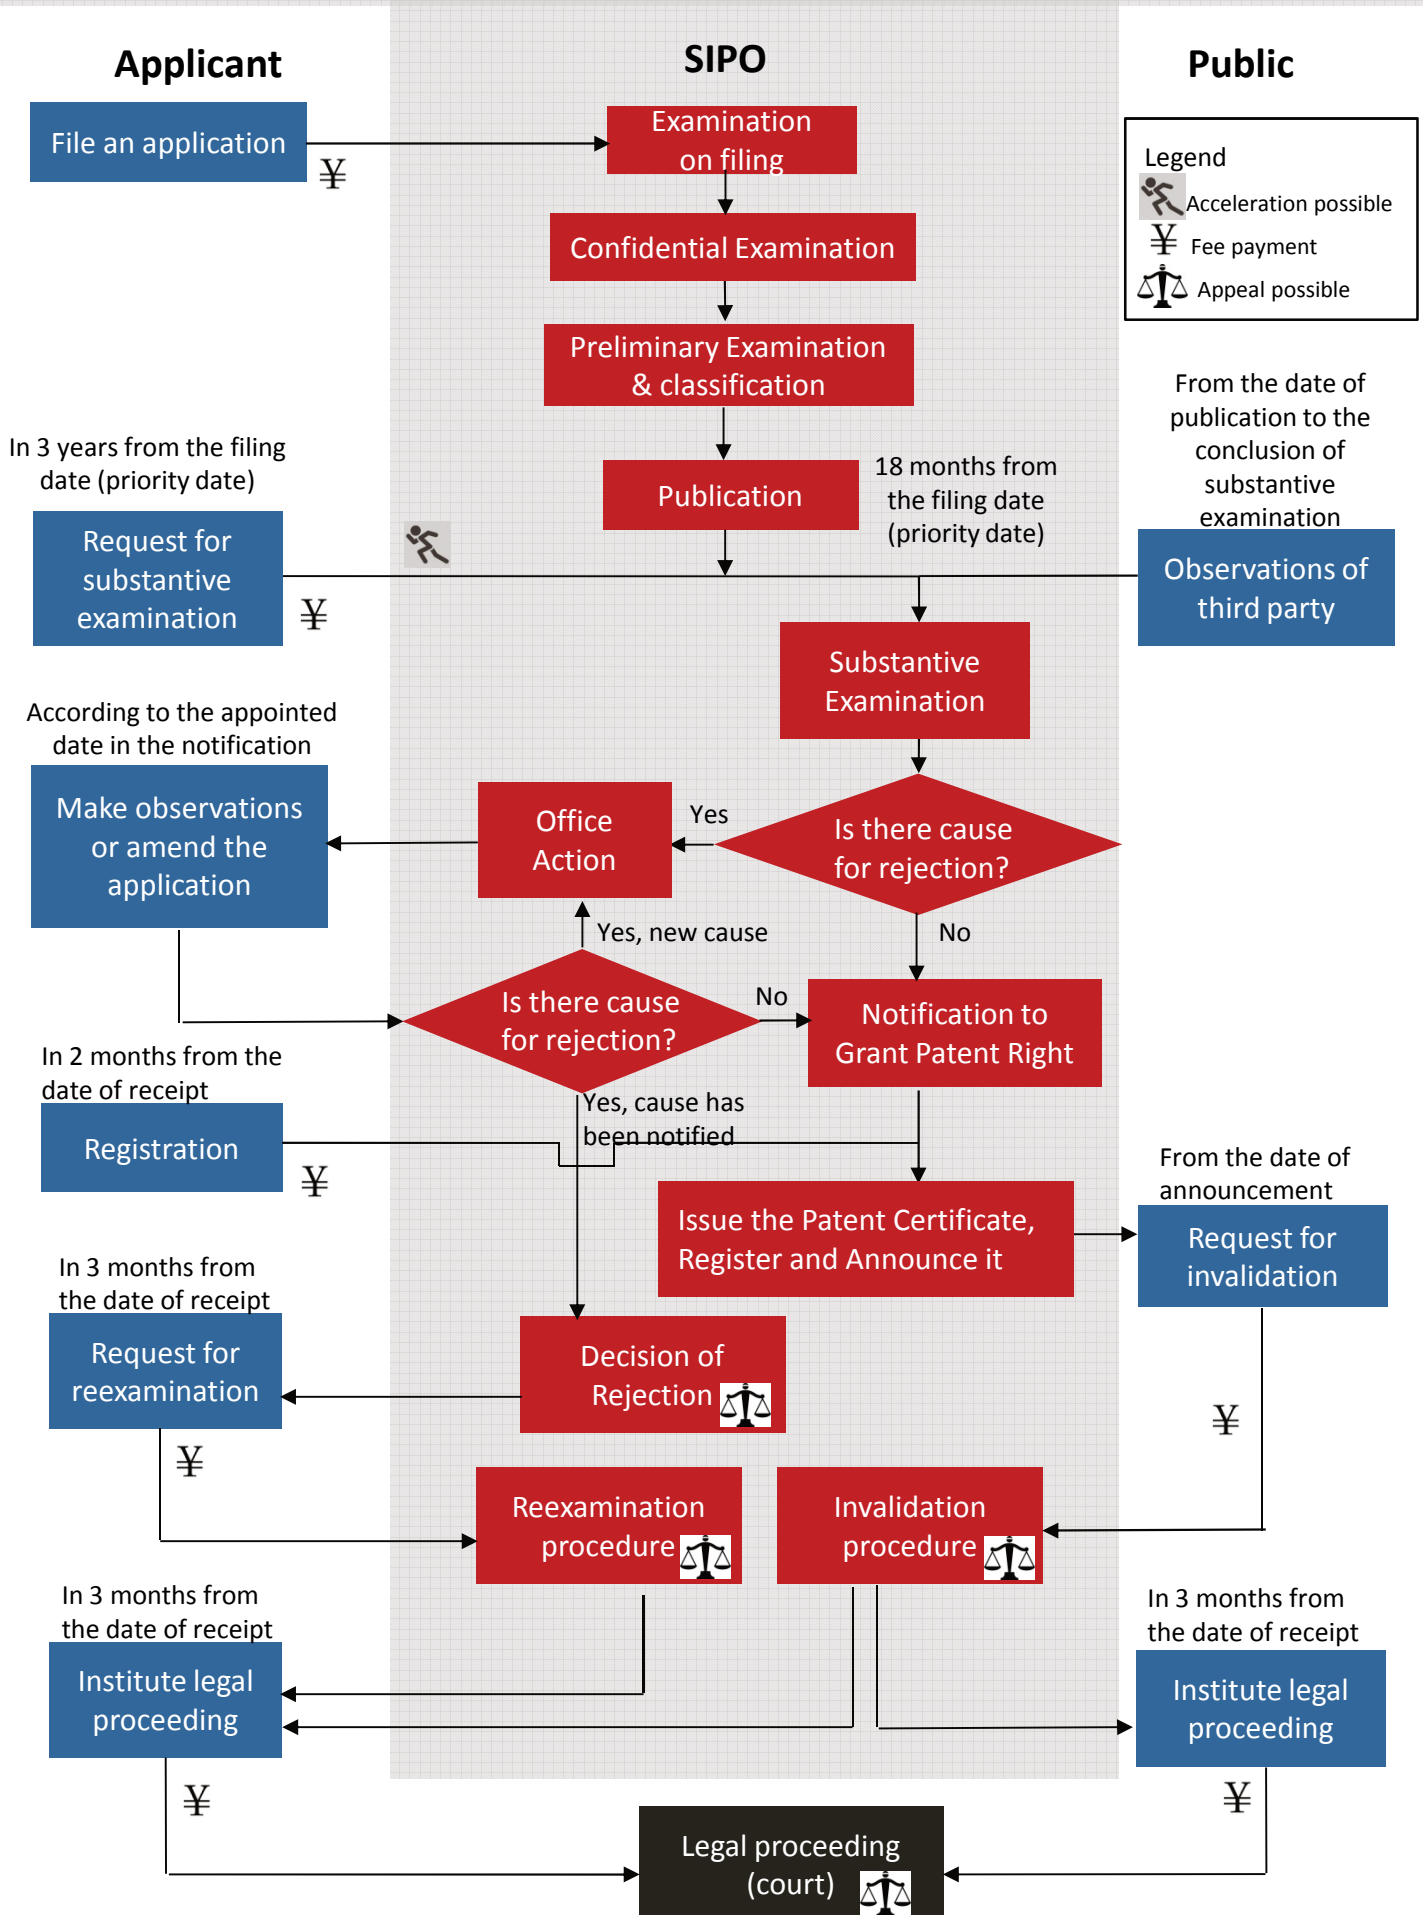 Applicant
SIPO
Public
File an application
¥
Examination
on filing
Legend
Acceleration possible
¥ Fee payment
Appeal possible
Confidential Examination
Preliminary Examination
& classification
From the date of
publication to the
conclusion of
substantive
examination
In 3 years from the filing
date (priority date)
Publication
18 months from
the filing date
(priority date)
Request for
substantive
examination
¥
Observations of
third party
Substantive
Examination
According to the appointed
date in the notification
Make observations
or amend the
application
Office
Action
Yes
Is there cause
for rejection?
Yes, new cause
No
Is there cause
for rejection?
No
Notification to
Grant Patent Right
In 2 months from the
date of receipt
Registration
¥
Yes, cause has
been notified
Issue the Patent Certificate,
Register and Announce it
From the date of
announcement
Request for
invalidation
¥
In 3 months from
the date of receipt
Request for
reexamination
¥
Decision of
Rejection
Reexamination
procedure
Invalidation
procedure
In 3 months from
the date of receipt
Institute legal
proceeding
¥
In 3 months from
the date of receipt
Institute legal
proceeding
¥
Legal proceeding
(court)